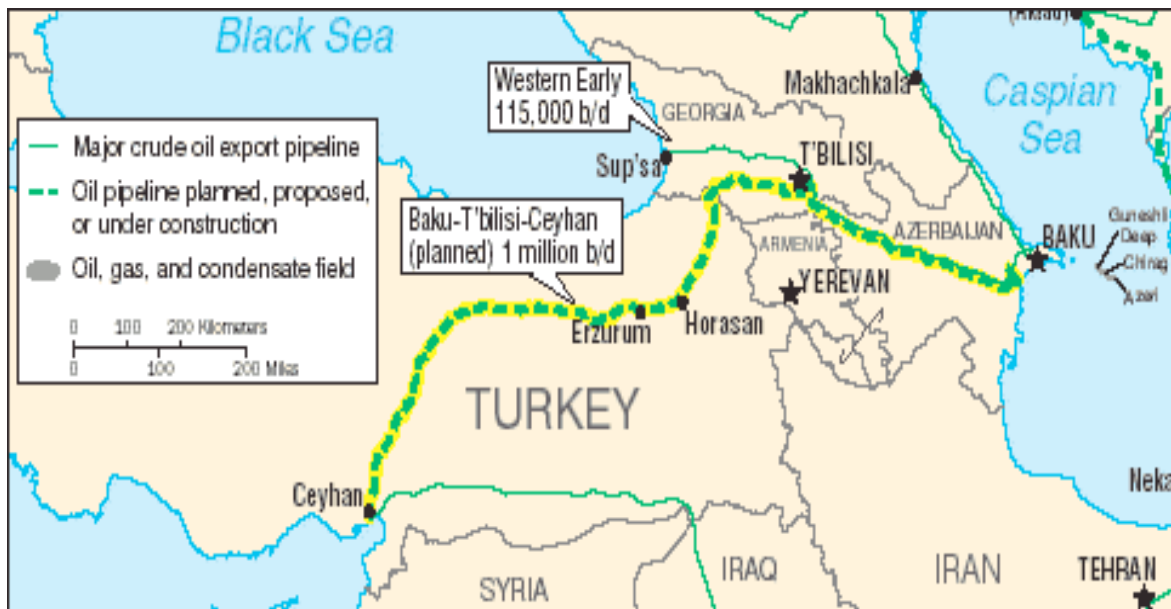 Black Sea
Western Early
115,000 b/d
GEORGIA
Makhachkala
Caspian
Sea
Major crude oil export pipeline
Oil pipeline planned, proposed,
or under construction
Oil, gas, and condensate field
0 100 200 Kilometers
0 100 200 Miles
Sup'sa
T'BILISI
Baku-T'bilisi-Ceyhan
(planned) 1 million b/d
ARMENIA
AZERBAIJAN
BAKU
Guneshli
Deep
Chirag
Azeri
YEREVAN
Erzurum
Horasan
TURKEY
Ceyhan
Neka
SYRIA
IRAQ
IRAN
TEHRAN